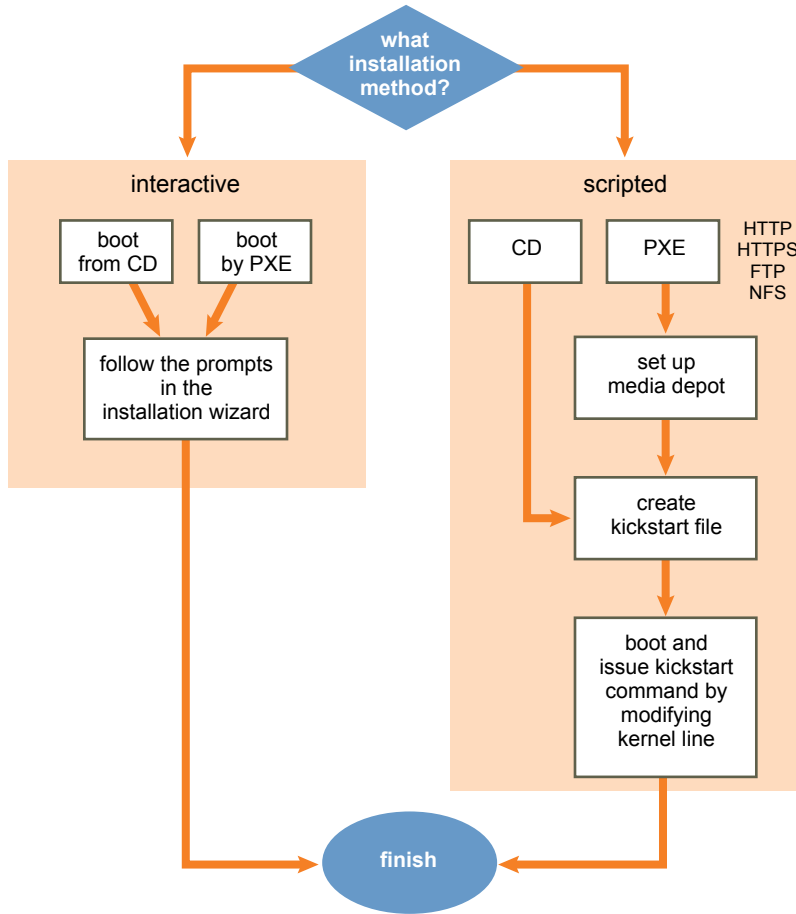 what
installation
method?
interactive
boot
from CD
boot
by PXE
follow the prompts
in the
installation wizard
scripted
CD
PXE
HTTP
HTTPS
FTP
NFS
set up
media depot
create
kickstart file
boot and
issue kickstart
command by
modifying
kernel line
finish